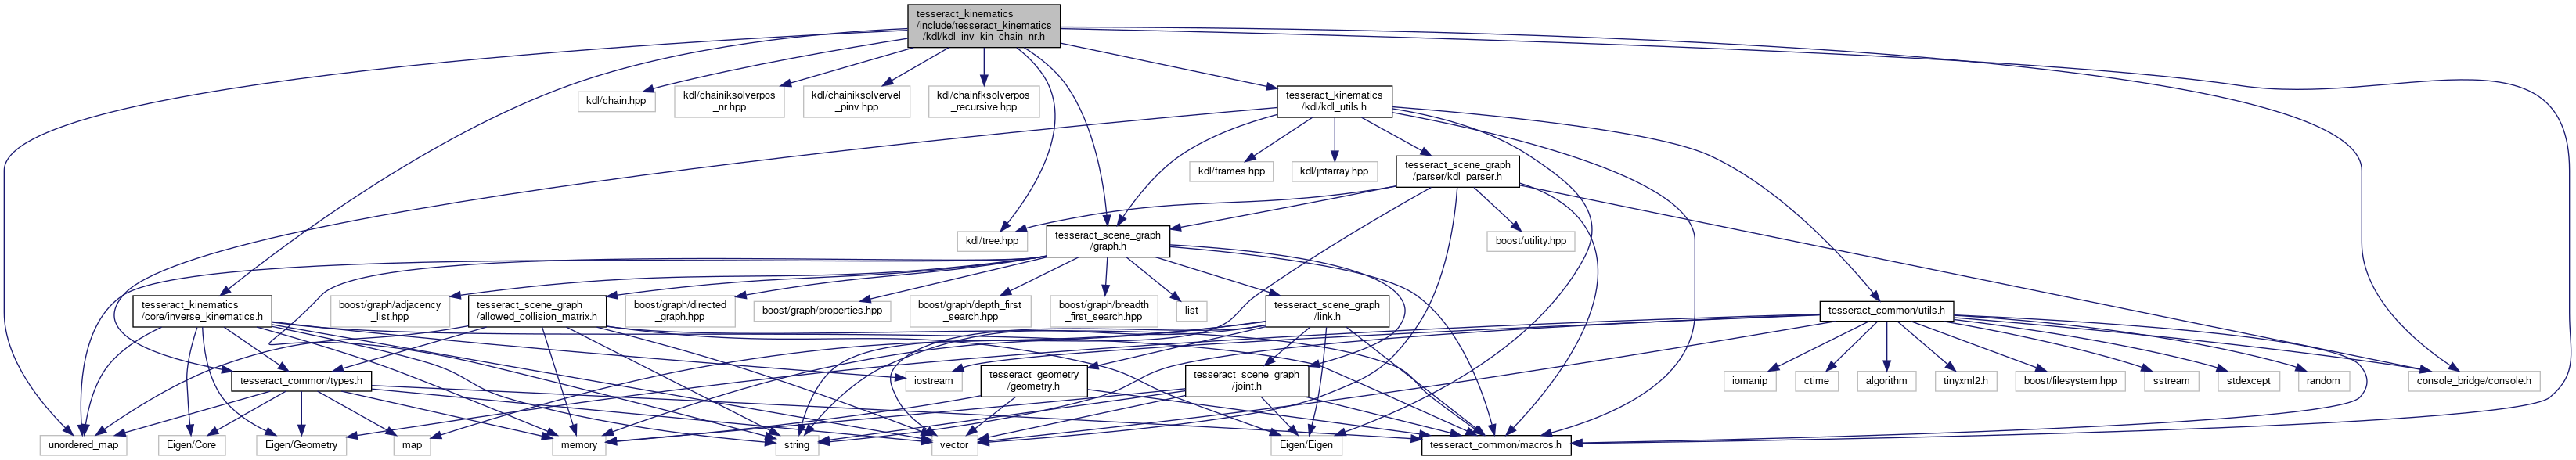 tesseract_kinematics
/include/tesseract_kinematics
/kdl/kdl_inv_kin_chain_nr.h
kdl/chain.hpp
kdl/chainiksolverpos
_nr.hpp
kdl/chainiksolvervel
_pinv.hpp
kdl/chainfksolverpos
_recursive.hpp
tesseract_kinematics
/kdl/kdl_utils.h
kdl/frames.hpp
kdl/jntarray.hpp
tesseract_scene_graph
/parser/kdl_parser.h
kdl/tree.hpp
tesseract_scene_graph
/graph.h
boost/utility.hpp
tesseract_kinematics
/core/inverse_kinematics.h
boost/graph/adjacency
_list.hpp
tesseract_scene_graph
/allowed_collision_matrix.h
boost/graph/directed
_graph.hpp
boost/graph/properties.hpp
boost/graph/depth_first
_search.hpp
boost/graph/breadth
_first_search.hpp
list
tesseract_scene_graph
/link.h
tesseract_common/utils.h
tesseract_common/types.h
iostream
tesseract_geometry
/geometry.h
tesseract_scene_graph
/joint.h
iomanip
ctime
algorithm
tinyxml2.h
boost/filesystem.hpp
sstream
stdexcept
random
console_bridge/console.h
unordered_map
Eigen/Core
Eigen/Geometry
map
memory
string
vector
Eigen/Eigen
tesseract_common/macros.h